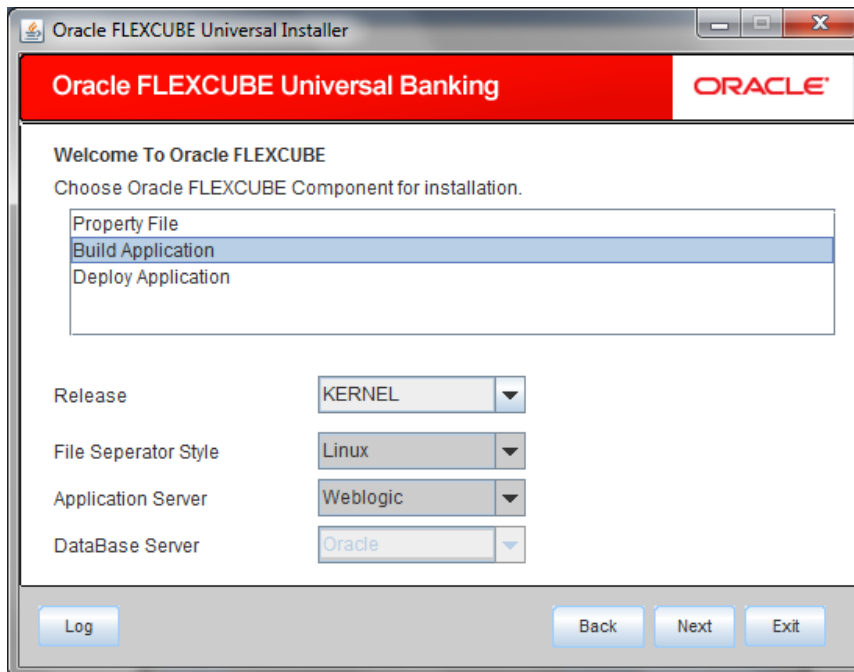 Oracle FLEXCUBE Universal Installer
Oracle FLEXCUBE Universal Banking
ORACLE®
Welcome To Oracle FLEXCUBE
Choose Oracle FLEXCUBE Component for installation.
Property File
Build Application
Deploy Application
Release KERNEL
File Seperator Style Linux
Application Server Weblogic
DataBase Server Oracle
Log Back Next Exit